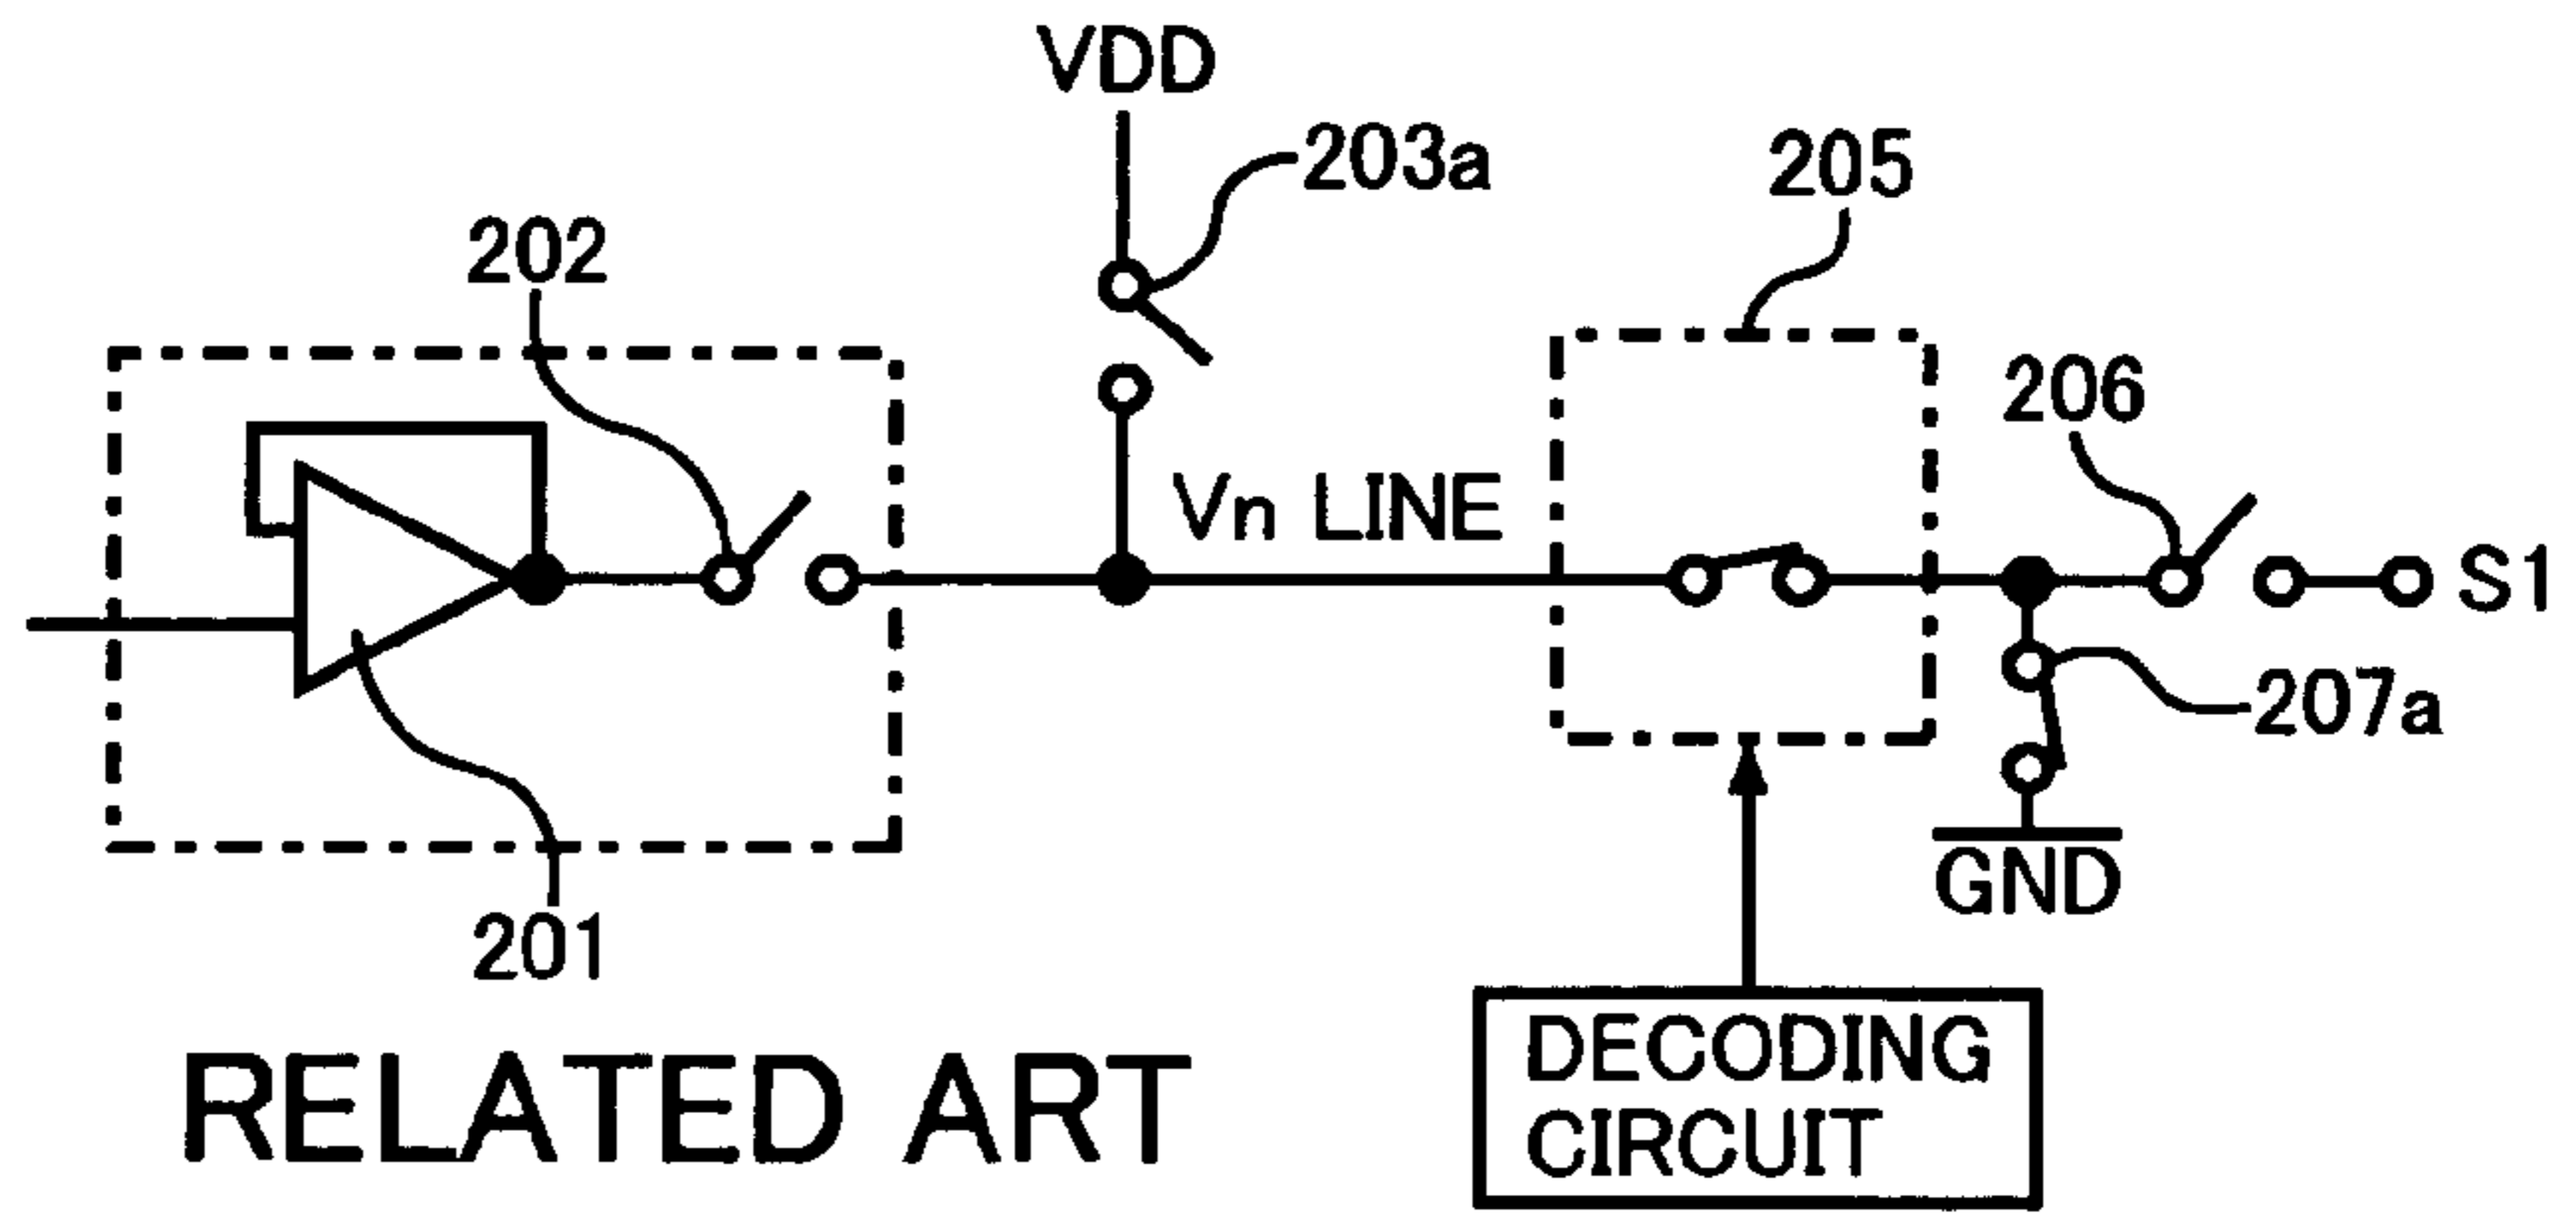 VDD
203a
205
202
206
Vn LINE
S1
207a
GND
201
DECODING
CIRCUIT
RELATED ART